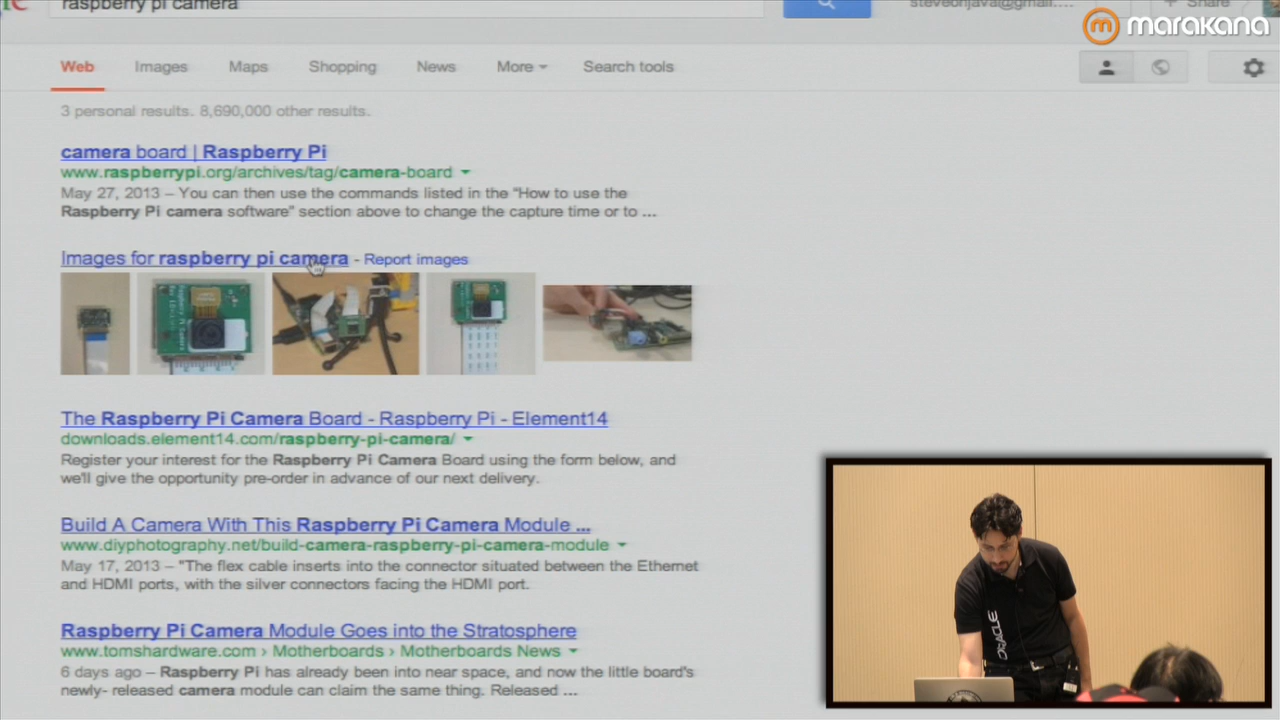 raspberry pi camera
steveonjava@gmail....
+ Share
marakana
Web
Images
Maps
Shopping
News
More
Search tools
3 personal results. 8,690,000 other results.
camera board | Raspberry Pi
www.raspberrypi.org/archives/tag/camera-board
May 27, 2013 – You can then use the commands listed in the "How to use the
Raspberry Pi camera software" section above to change the capture time or to ...
Images for raspberry pi camera - Report images
The Raspberry Pi Camera Board - Raspberry Pi - Element14
downloads.element14.com/raspberry-pi-camera/
Register your interest for the Raspberry Pi Camera Board using the form below, and
we'll give the opportunity pre-order in advance of our next delivery.
Build A Camera With This Raspberry Pi Camera Module ...
www.diyphotography.net/build-camera-raspberry-pi-camera-module
May 17, 2013 – "The flex cable inserts into the connector situated between the Ethernet
and HDMI ports, with the silver connectors facing the HDMI port.
Raspberry Pi Camera Module Goes into the Stratosphere
www.tomshardware.com › Motherboards › Motherboards News
6 days ago – Raspberry Pi has already been into near space, and now the little board's
newly- released camera module can claim the same thing. Released ...
ORACLE